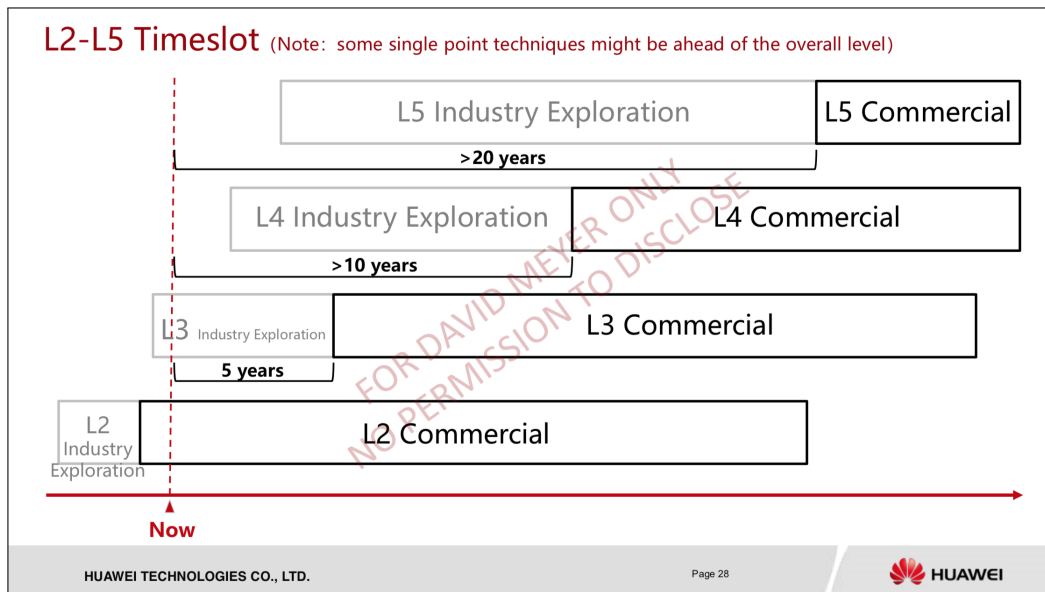 L2-L5 Timeslot (Note: some single point techniques might be ahead of the overall level)
L5 Industry Exploration
L5 Commercial
>20 years
L4 Industry Exploration
L4 Commercial
>10 years
L3 Industry Exploration
L3 Commercial
5 years
L2
Industry
Exploration
L2 Commercial
FOR DAVID MEYER ONLY
NO PERMISSION TO DISCLOSE
Now
HUAWEI TECHNOLOGIES CO., LTD.
Page 28
HUAWEI